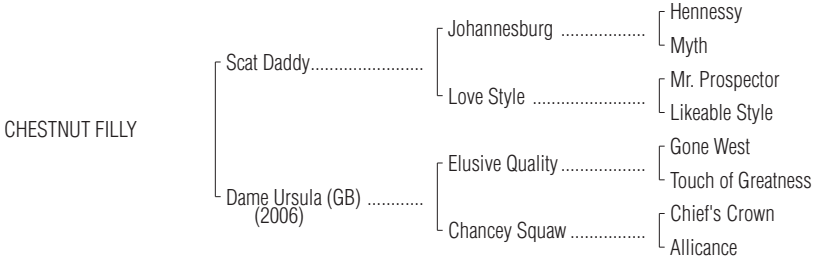 Hennessy
Johannesburg ...................
Myth
Scat Daddy.........................
Mr. Prospector
Love Style .........................
Likeable Style
CHESTNUT FILLY
Gone West
Elusive Quality ...................
Touch of Greatness
Dame Ursula (GB) ............
(2006)
Chief's Crown
Chancey Squaw .................
Allicance